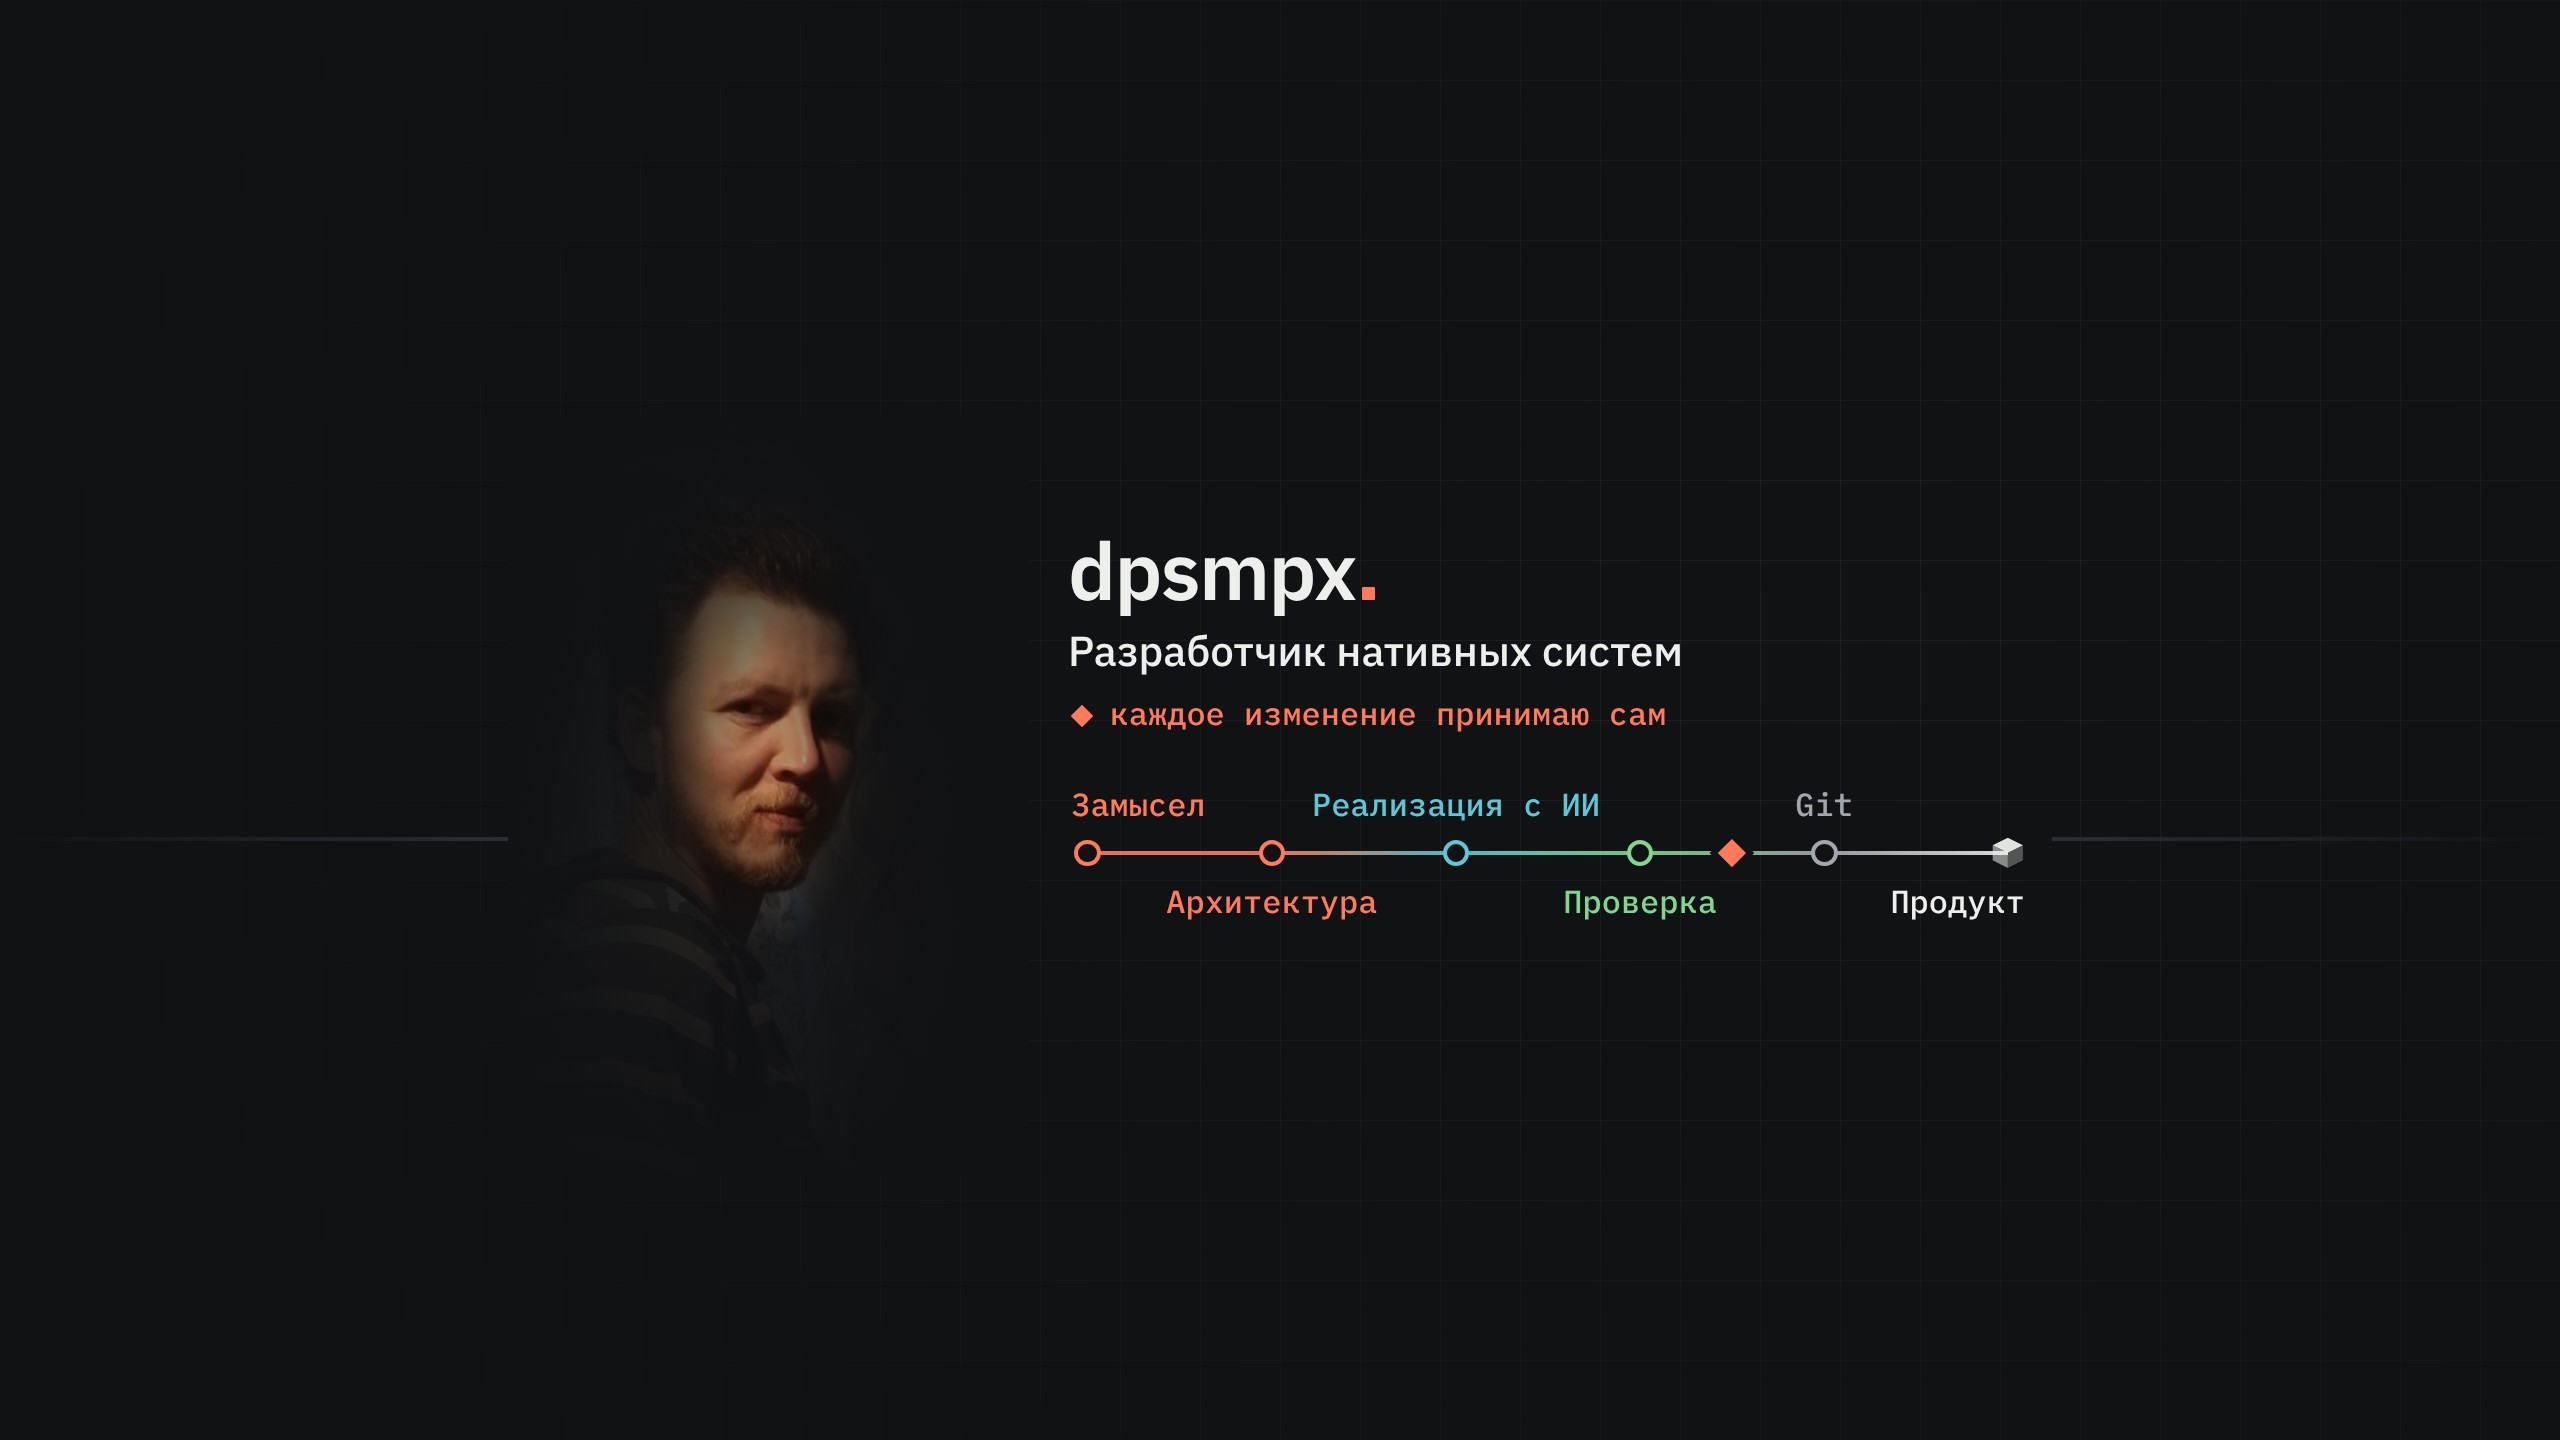 dpsmpx.
Разработчик нативных систем
◆ каждое изменение принимаю сам
Замысел Реализация с ИИ Git
Архитектура Проверка Продукт